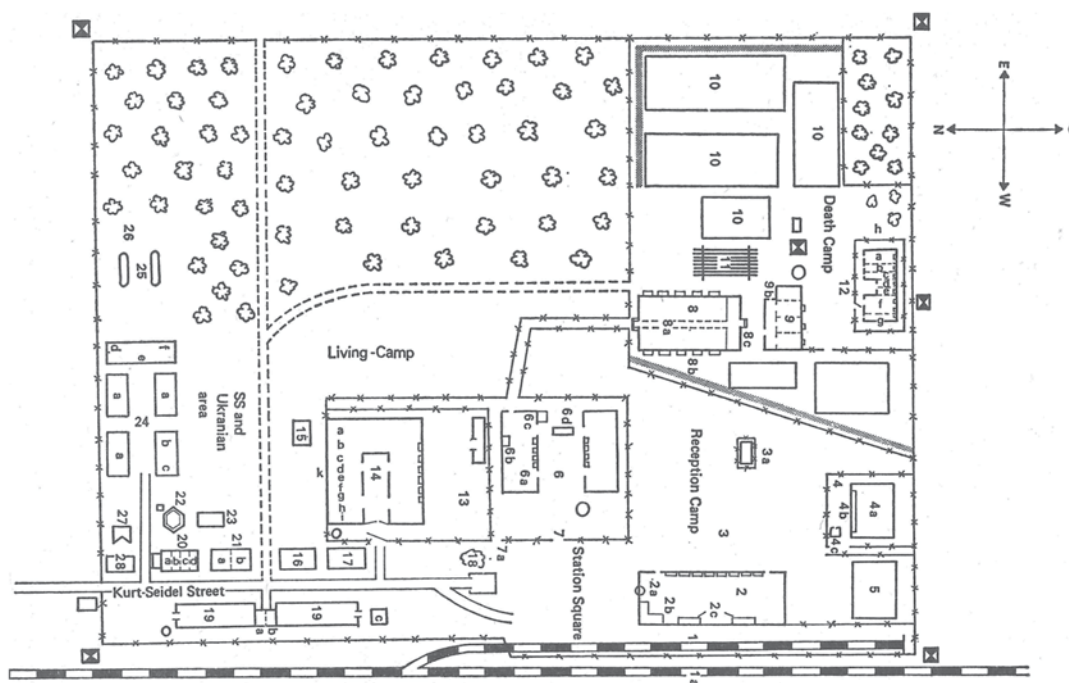 E
N
W
10
10
10
10
Death Camp
h
11
12
9b
9
8
8a
8c
8b
26
25
Living-Camp
SS and
Ukranian
area
d
e
f
a
a
24
a
b
c
15
k
a
b
c
d
e
f
g
h
i
14
13
6c
6b
6a
6d
6
7
7a
Reception Camp
3
3a
4
4a
4b
4c
5
27
28
22
23
20
a
b
c
d
21
a
b
16
17
18
Station Square
Kurt-Seidel Street
19
a
b
19
c
2
2a
2b
2c
1
1a